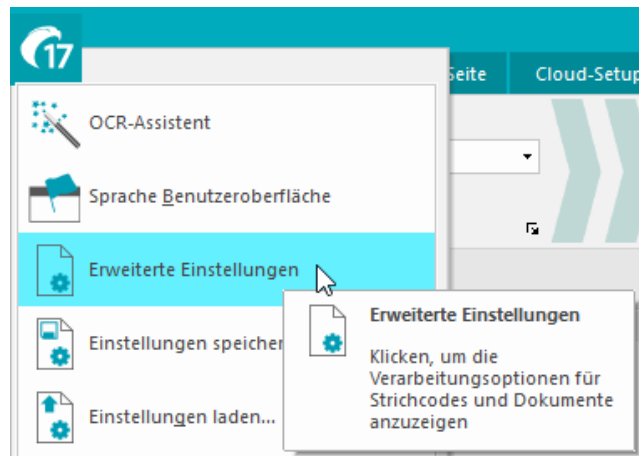 17
Seite Cloud-Setup
OCR-Assistent
Sprache Benutzeroberfläche
Erweiterte Einstellungen
Erweiterte Einstellungen
Einstellungen speicher
Klicken, um die
Verarbeitungsoptionen für
Strichcodes und Dokumente
anzuzeigen
Einstellungen laden...